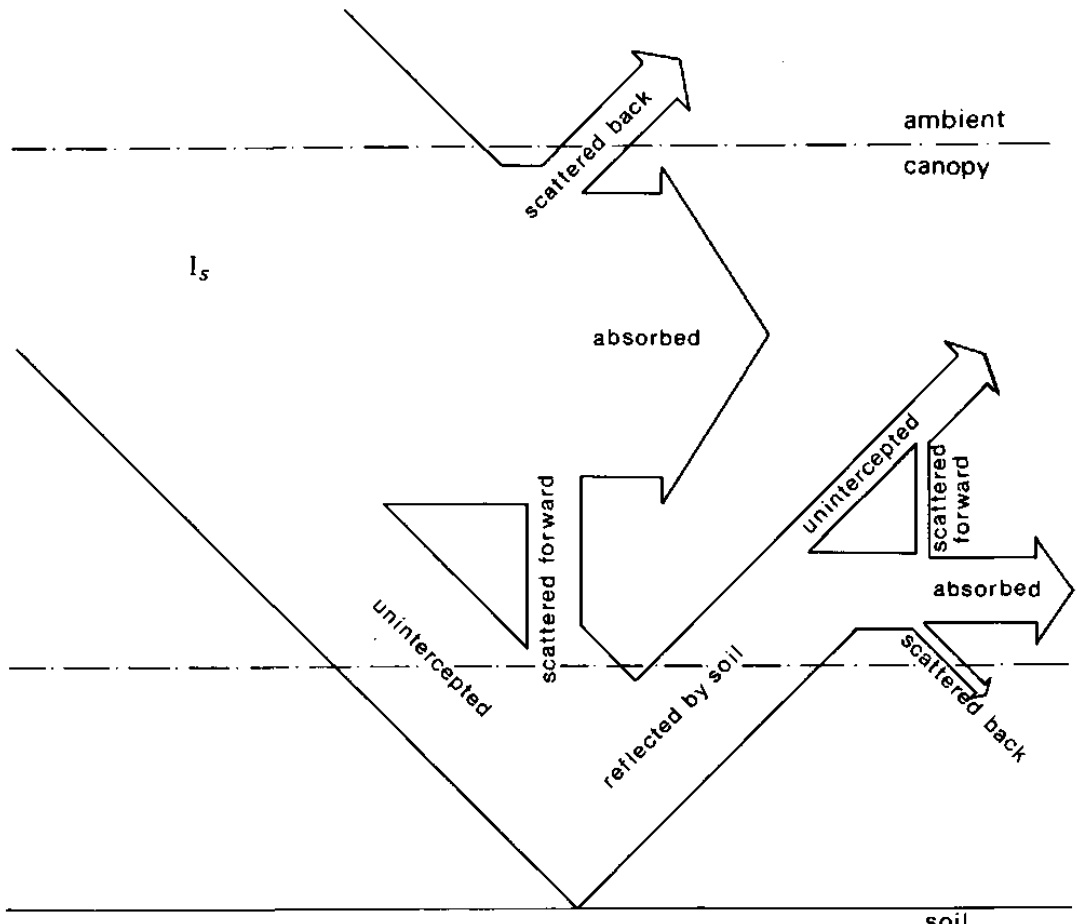 ambient
canopy
scattered back
I_s
absorbed
unintercepted
scattered
forward
scattered forward
absorbed
unintercepted
reflected by soil
scattered back
soil